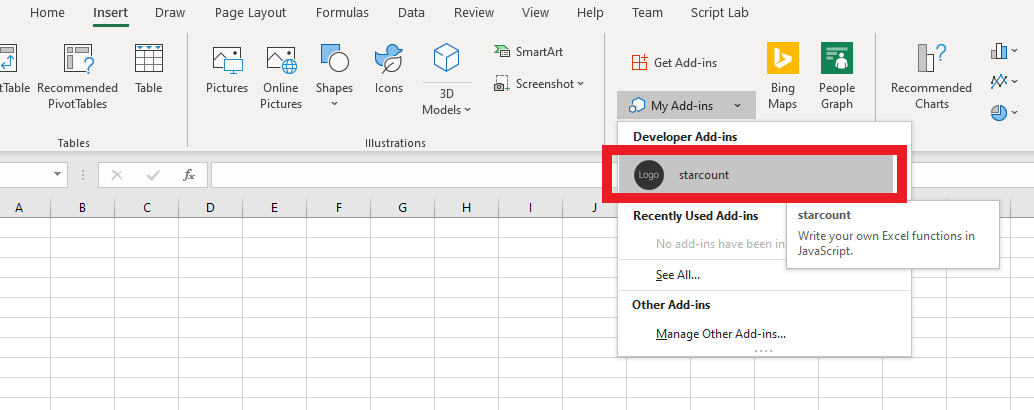 Home Insert Draw Page Layout Formulas Data Review View Help Team Script Lab
Recommended PivotTables
Table
Tables
Pictures
Online Pictures
Shapes
Icons
3D Models
SmartArt
Screenshot
Illustrations
Get Add-ins
My Add-ins
Bing Maps
People Graph
Recommended Charts
Developer Add-ins
Logo starcount
Recently Used Add-ins
No add-ins have been
See All...
Other Add-ins
Manage Other Add-ins...
starcount
Write your own Excel functions in
JavaScript.
fx
A B C D E F G H I J